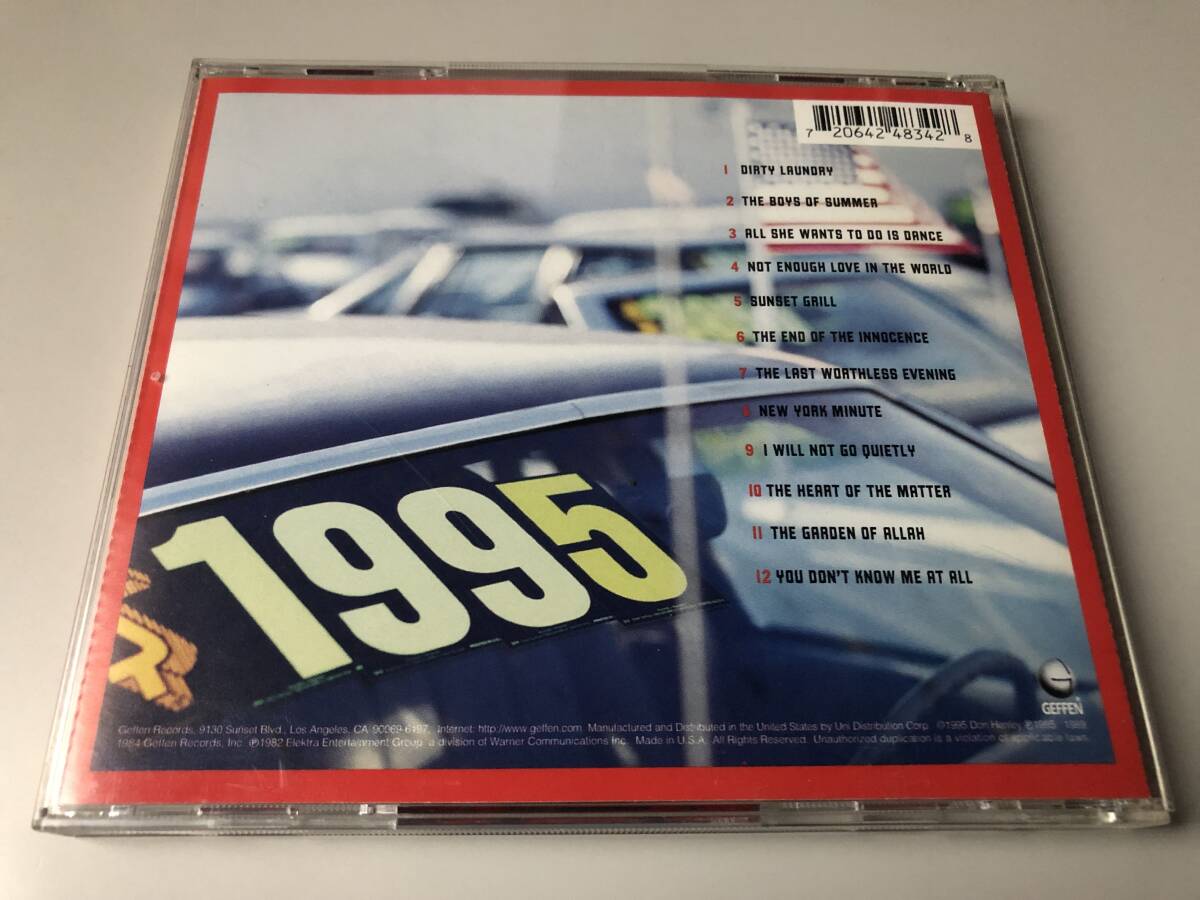 7 20642 48342 8
1 DIRTY LAUNDRY
2 THE BOYS OF SUMMER
3 ALL SHE WANTS TO DO IS DANCE
4 NOT ENOUGH LOVE IN THE WORLD
5 SUNSET GRILL
6 THE END OF THE INNOCENCE
7 THE LAST WORTHLESS EVENING
8 NEW YORK MINUTE
9 I WILL NOT GO QUIETLY
10 THE HEART OF THE MATTER
11 THE GARDEN OF ALLAH
12 YOU DON'T KNOW ME AT ALL
1995
GEFFEN
Geffen Records, 9130 Sunset Blvd., Los Angeles, CA 90069-6197. Internet: http://www.geffen.com Manufactured and Distributed in the United States by Uni Distribution Corp. ©1995 Don Henley ℗1995 1989
1984 Geffen Records, Inc. ℗1982 Elektra Entertainment Group, a division of Warner Communications Inc. Made in U.S.A. All Rights Reserved. Unauthorized duplication is a violation of applicable laws.